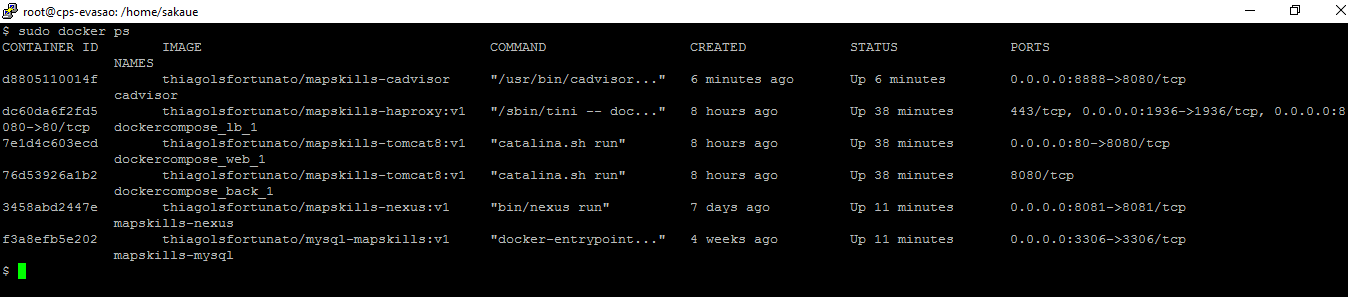 root@cps-evasao: /home/sakaue
$ sudo docker ps
CONTAINER ID        IMAGE                                    COMMAND                  CREATED             STATUS              PORTS
              NAMES
d8805110014f        thiagolsfortunato/mapskills-cadvisor     "/usr/bin/cadvisor..."   6 minutes ago       Up 6 minutes        0.0.0.0:8888->8080/tcp
              cadvisor
dc60da6f2fd5        thiagolsfortunato/mapskills-haproxy:v1   "/sbin/tini -- doc..."   8 hours ago         Up 38 minutes       443/tcp, 0.0.0.0:1936->1936/tcp, 0.0.0.0:8
080->80/tcp   dockercompose_lb_1
7e1d4c603ecd        thiagolsfortunato/mapskills-tomcat8:v1   "catalina.sh run"        8 hours ago         Up 38 minutes       0.0.0.0:80->8080/tcp
              dockercompose_web_1
76d53926a1b2        thiagolsfortunato/mapskills-tomcat8:v1   "catalina.sh run"        8 hours ago         Up 38 minutes       8080/tcp
              dockercompose_back_1
3458abd2447e        thiagolsfortunato/mapskills-nexus:v1     "bin/nexus run"          7 days ago          Up 11 minutes       0.0.0.0:8081->8081/tcp
              mapskills-nexus
f3a8efb5e202        thiagolsfortunato/mysql-mapskills:v1     "docker-entrypoint..."   4 weeks ago         Up 11 minutes       0.0.0.0:3306->3306/tcp
              mapskills-mysql
$